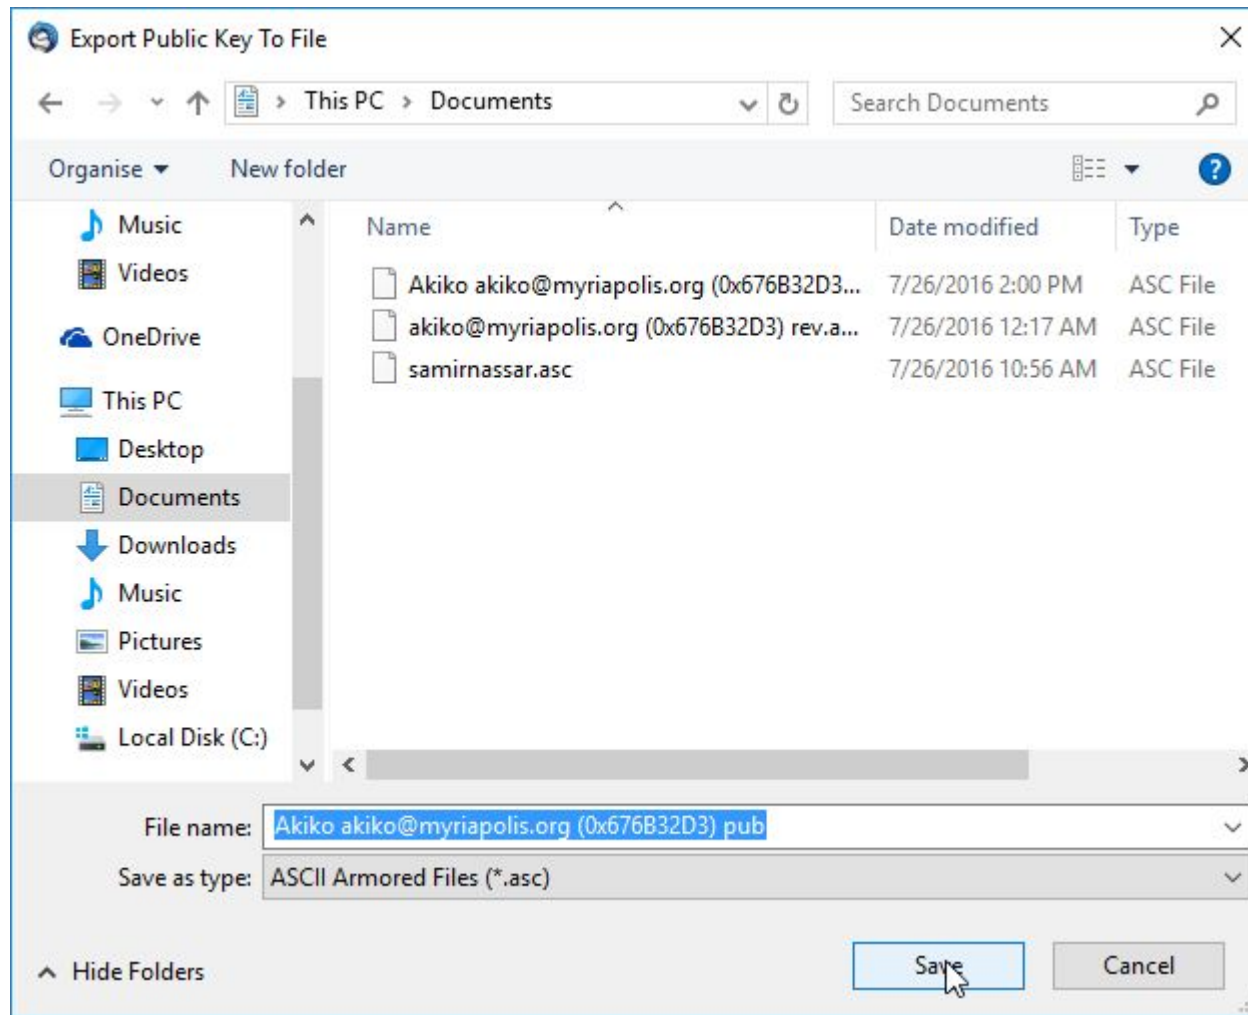 Export Public Key To File
This PC > Documents
Search Documents
Organise
New folder
Music
Videos
OneDrive
This PC
Desktop
Documents
Downloads
Music
Pictures
Videos
Local Disk (C:)
Name Date modified Type
Akiko akiko@myriapolis.org (0x676B32D3... 7/26/2016 2:00 PM ASC File
akiko@myriapolis.org (0x676B32D3) rev.a... 7/26/2016 12:17 AM ASC File
samirnassar.asc 7/26/2016 10:56 AM ASC File
File name: Akiko akiko@myriapolis.org (0x676B32D3) pub
Save as type: ASCII Armored Files (*.asc)
Hide Folders
Save
Cancel